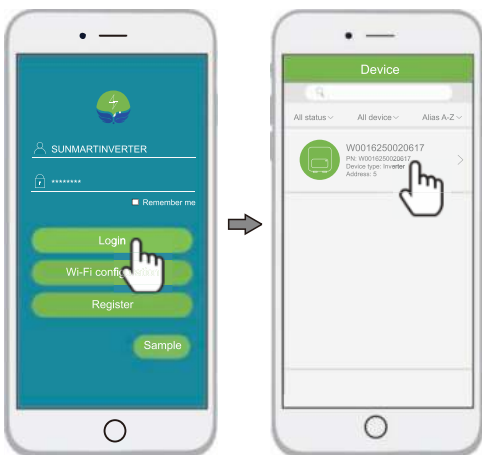 SUNMARTINVERTER
********
Remember me
Login
Wi-Fi
Register
Sample
Device
All status All device Alias A-Z
W0016250020617
PN: W0016250020617
Device type: Inverter
Address: 5